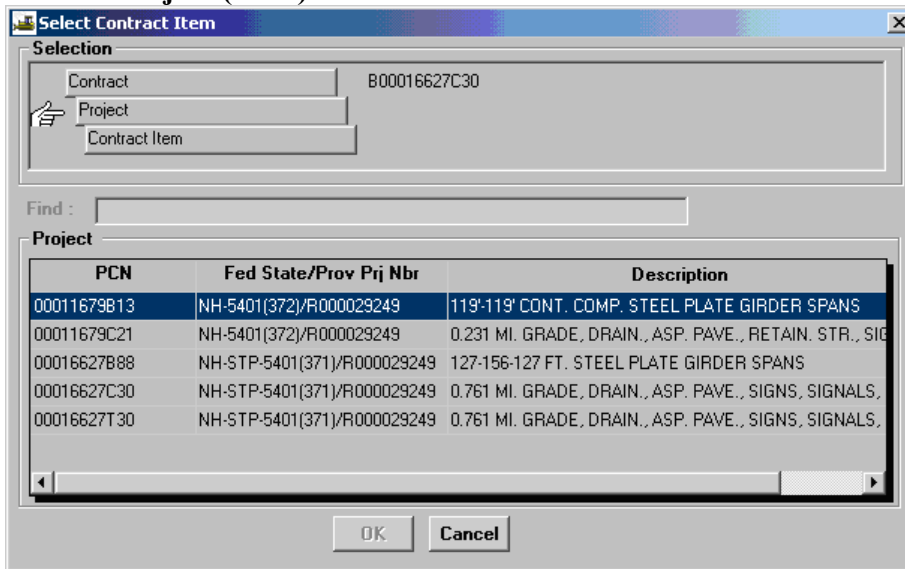 Select Contract Item
Selection
Contract B00016627C30
Project
Contract Item
Find :
Project
PCN Fed State/Prov Prj Nbr Description
00011679B13 NH-5401(372)/R000029249 119'-119' CONT. COMP. STEEL PLATE GIRDER SPANS
00011679C21 NH-5401(372)/R000029249 0.231 MI. GRADE, DRAIN., ASP. PAVE., RETAIN. STR., SIG
00016627B88 NH-STP-5401(371)/R000029249 127-156-127 FT. STEEL PLATE GIRDER SPANS
00016627C30 NH-STP-5401(371)/R000029249 0.761 MI. GRADE, DRAIN., ASP. PAVE., SIGNS, SIGNALS,
00016627T30 NH-STP-5401(371)/R000029249 0.761 MI. GRADE, DRAIN., ASP. PAVE., SIGNS, SIGNALS,
OK Cancel